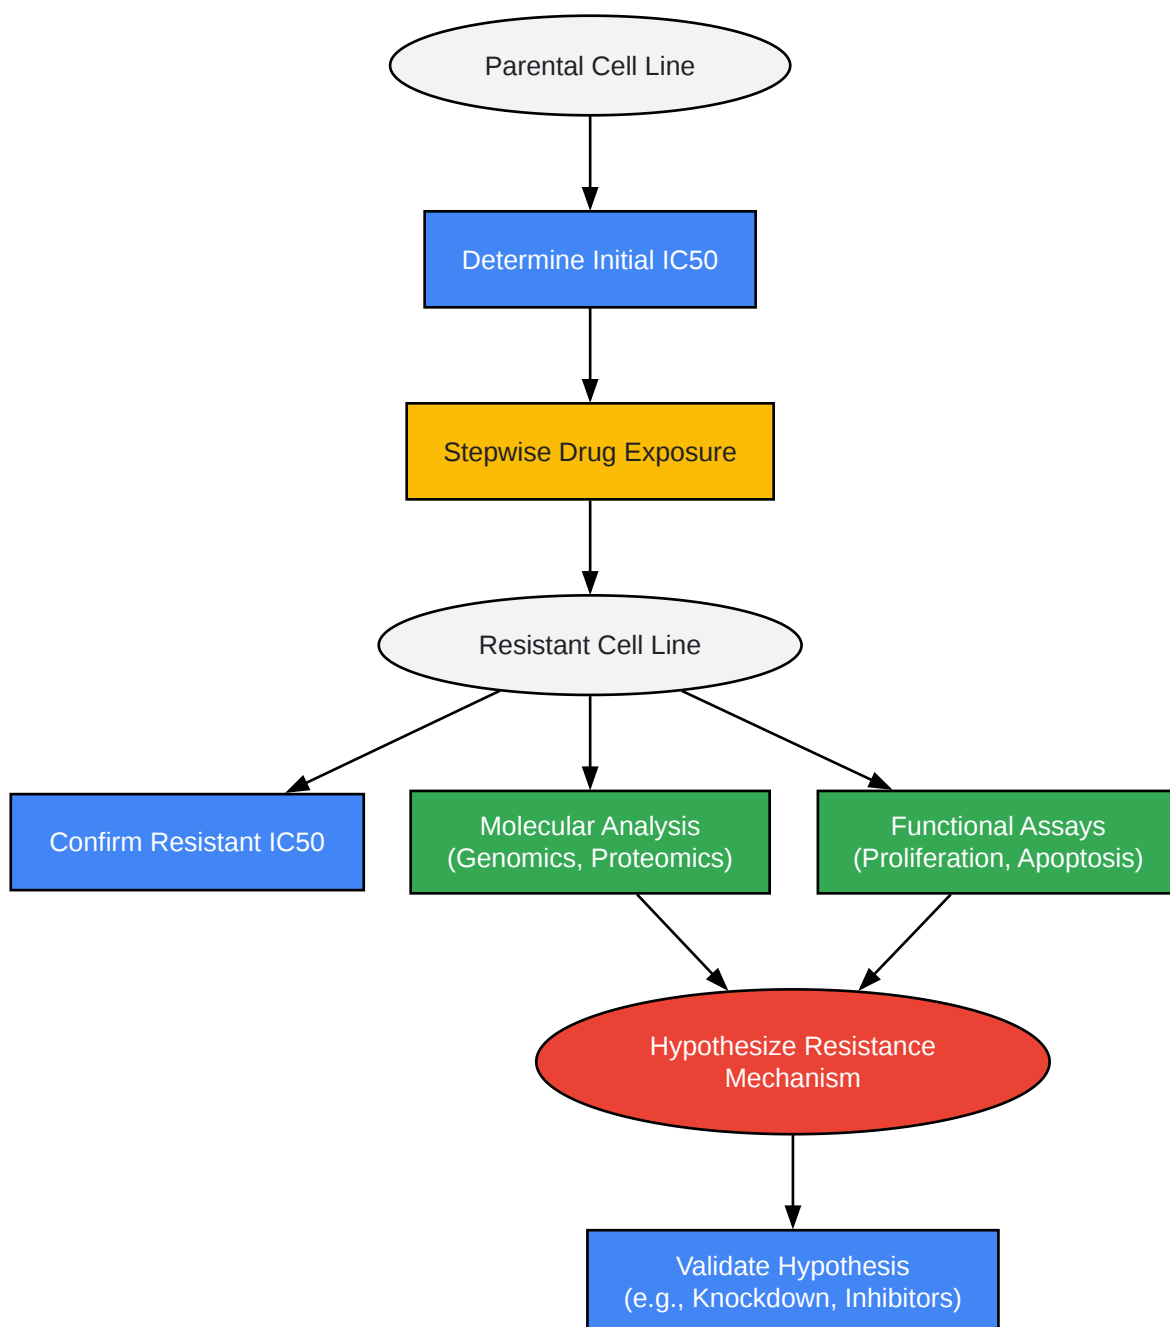 Parental Cell Line
Determine Initial IC50
Stepwise Drug Exposure
Resistant Cell Line
Confirm Resistant IC50
Molecular Analysis
(Genomics, Proteomics)
Functional Assays
(Proliferation, Apoptosis)
Hypothesize Resistance
Mechanism
Validate Hypothesis
(e.g., Knockdown, Inhibitors)